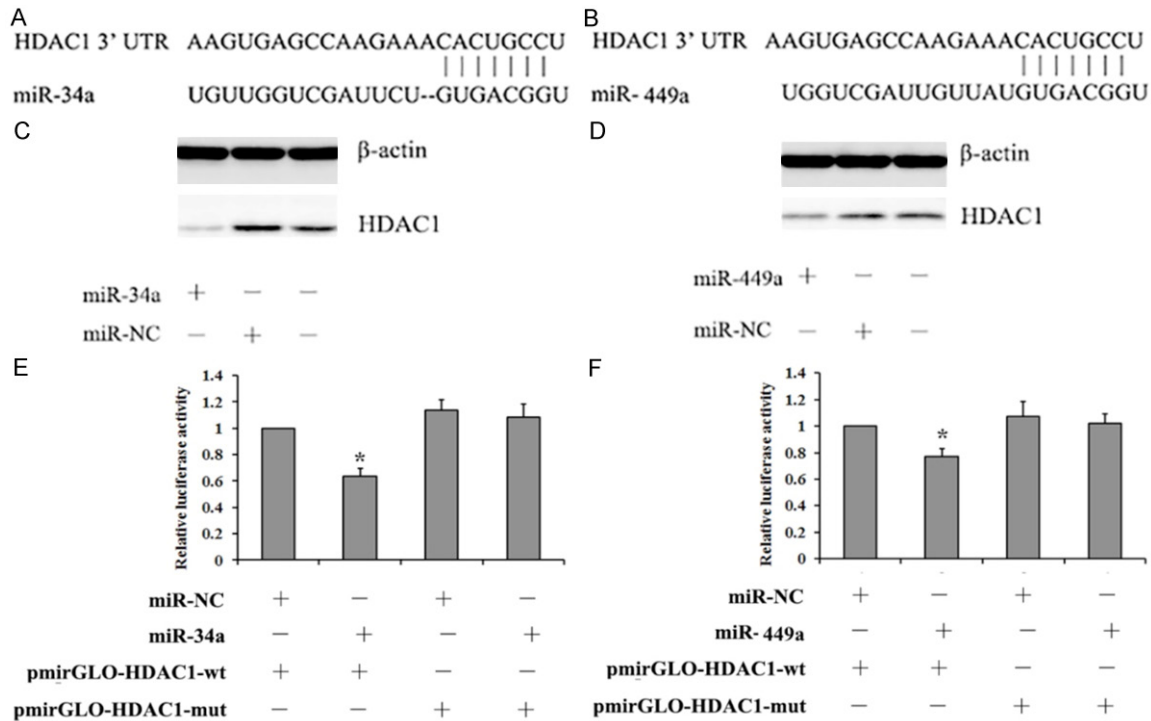 A
HDAC1 3' UTR AAGUGAGCCAAGAAACACUGCCU
miR-34a UGUUGGUCGAUUCU--GUGACGGU
B
HDAC1 3' UTR AAGUGAGCCAAGAAACACUGCCU
miR- 449a UGGUCGAUUGUUAUGUGACGGU
C
β-actin
HDAC1
miR-34a + − −
miR-NC − + −
D
β-actin
HDAC1
miR-449a + − −
miR-NC − + −
E
Relative luciferase activity
1.4
1.2
1
0.8
0.6
0.4
0.2
0
*
miR-NC + − + −
miR-34a − + − +
pmirGLO-HDAC1-wt + + − −
pmirGLO-HDAC1-mut − − + +
F
Relative luciferase activity
1.4
1.2
1
0.8
0.6
0.4
0.2
0
*
miR-NC + − + −
miR- 449a − + − +
pmirGLO-HDAC1-wt + + − −
pmirGLO-HDAC1-mut − − + +